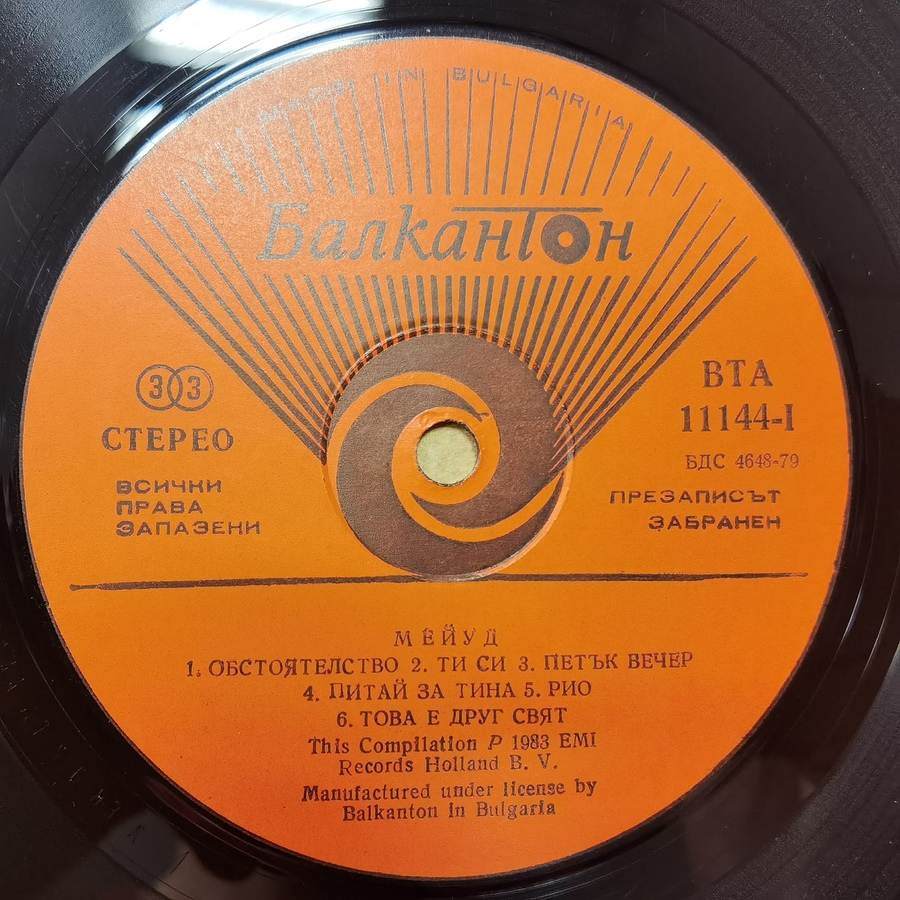 MADE IN BULGARIA
Балкантон
33
СТЕРЕО
ВСИЧКИ
ПРАВА
ЗАПАЗЕНИ
ВТА
11144-I
БДС 4648-79
ПРЕЗАПИСЪТ
ЗАБРАНЕН
МЕЙУД
1. ОБСТОЯТЕЛСТВО 2. ТИ СИ 3. ПЕТЪК ВЕЧЕР
4. ПИТАЙ ЗА ТИНА 5. РИО
6. ТОВА Е ДРУГ СВЯТ
This Compilation P 1983 EMI
Records Holland B. V.
Manufactured under license by
Balkanton in Bulgaria